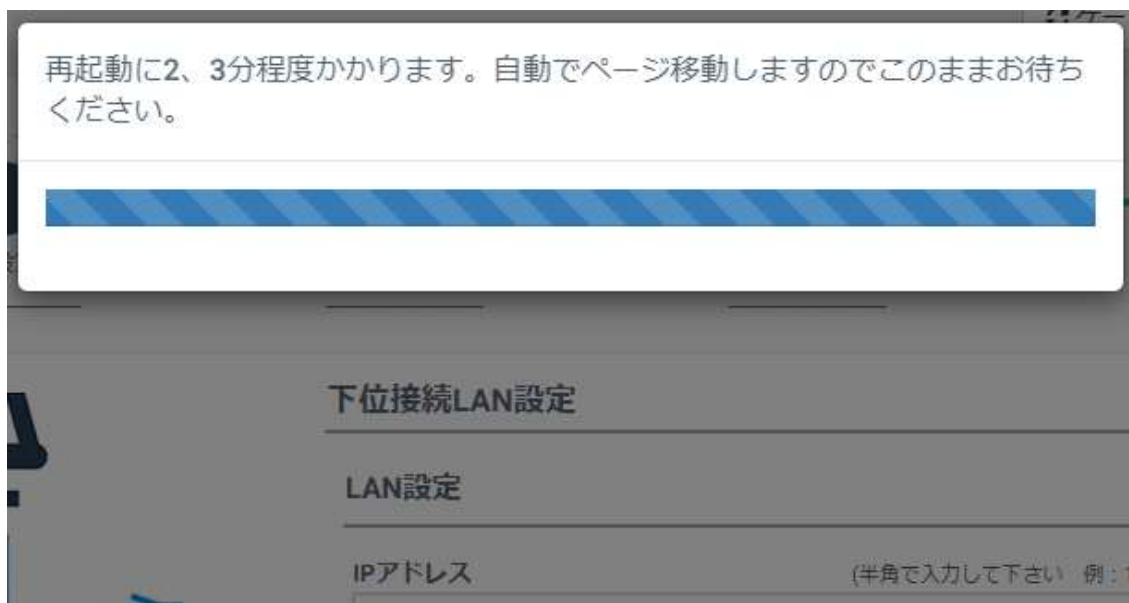 再起動に2、3分程度かかります。自動でページ移動しますのでこのままお待ち
ください。
下位接続LAN設定
LAN設定
IPアドレス
(半角で入力して下さい 例：